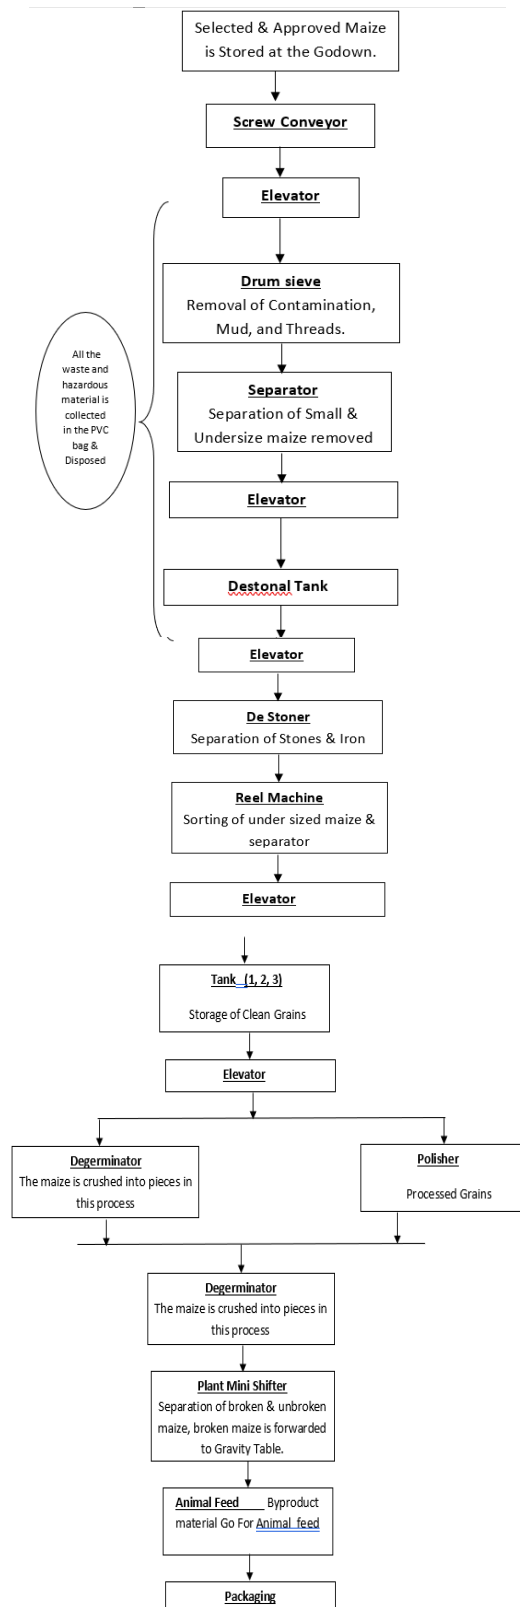 Selected & Approved Maize
is Stored at the Godown.
Screw Conveyor
Elevator
Drum sieve
Removal of Contamination,
Mud, and Threads.
All the
waste and
hazardous
material is
collected
in the PVC
bag &
Disposed
Separator
Separation of Small &
Undersize maize removed
Elevator
Destonal Tank
Elevator
De Stoner
Separation of Stones & Iron
Reel Machine
Sorting of under sized maize &
separator
Elevator
Tank (1, 2, 3)
Storage of Clean Grains
Elevator
Degerminator
The maize is crushed into pieces in
this process
Polisher
Processed Grains
Degerminator
The maize is crushed into pieces in
this process
Plant Mini Shifter
Separation of broken & unbroken
maize, broken maize is forwarded
to Gravity Table.
Animal Feed Byproduct
material Go For Animal feed
Packaging